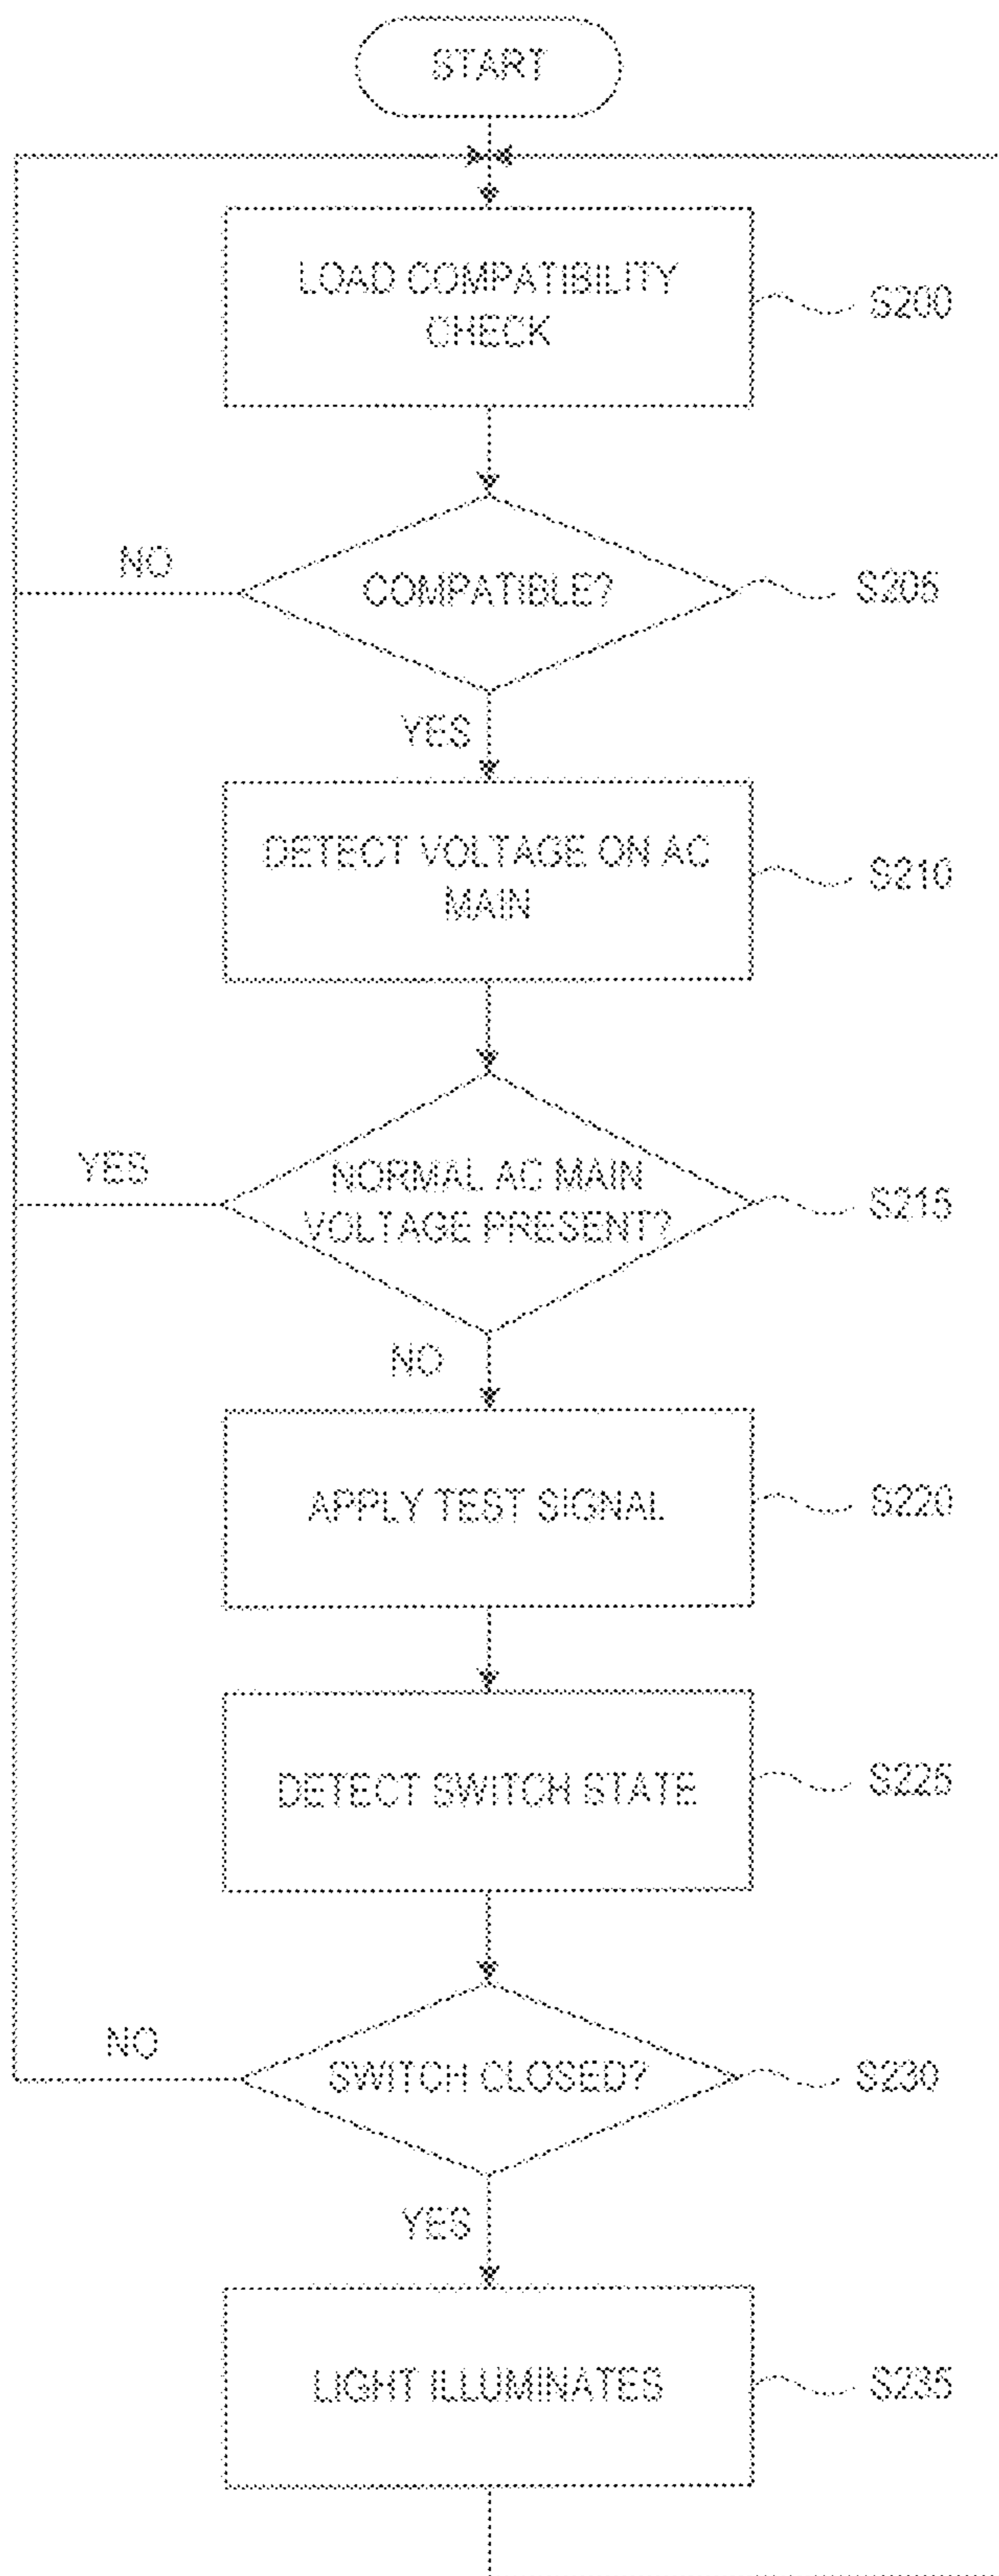 START
LOAD COMPATIBILITY
CHECK
S200
NO
COMPATIBLE?
S205
YES
DETECT VOLTAGE ON AC
MAIN
S210
YES
NORMAL AC MAIN
VOLTAGE PRESENT?
S215
NO
APPLY TEST SIGNAL
S220
DETECT SWITCH STATE
S225
NO
SWITCH CLOSED?
S230
YES
LIGHT ILLUMINATES
S235